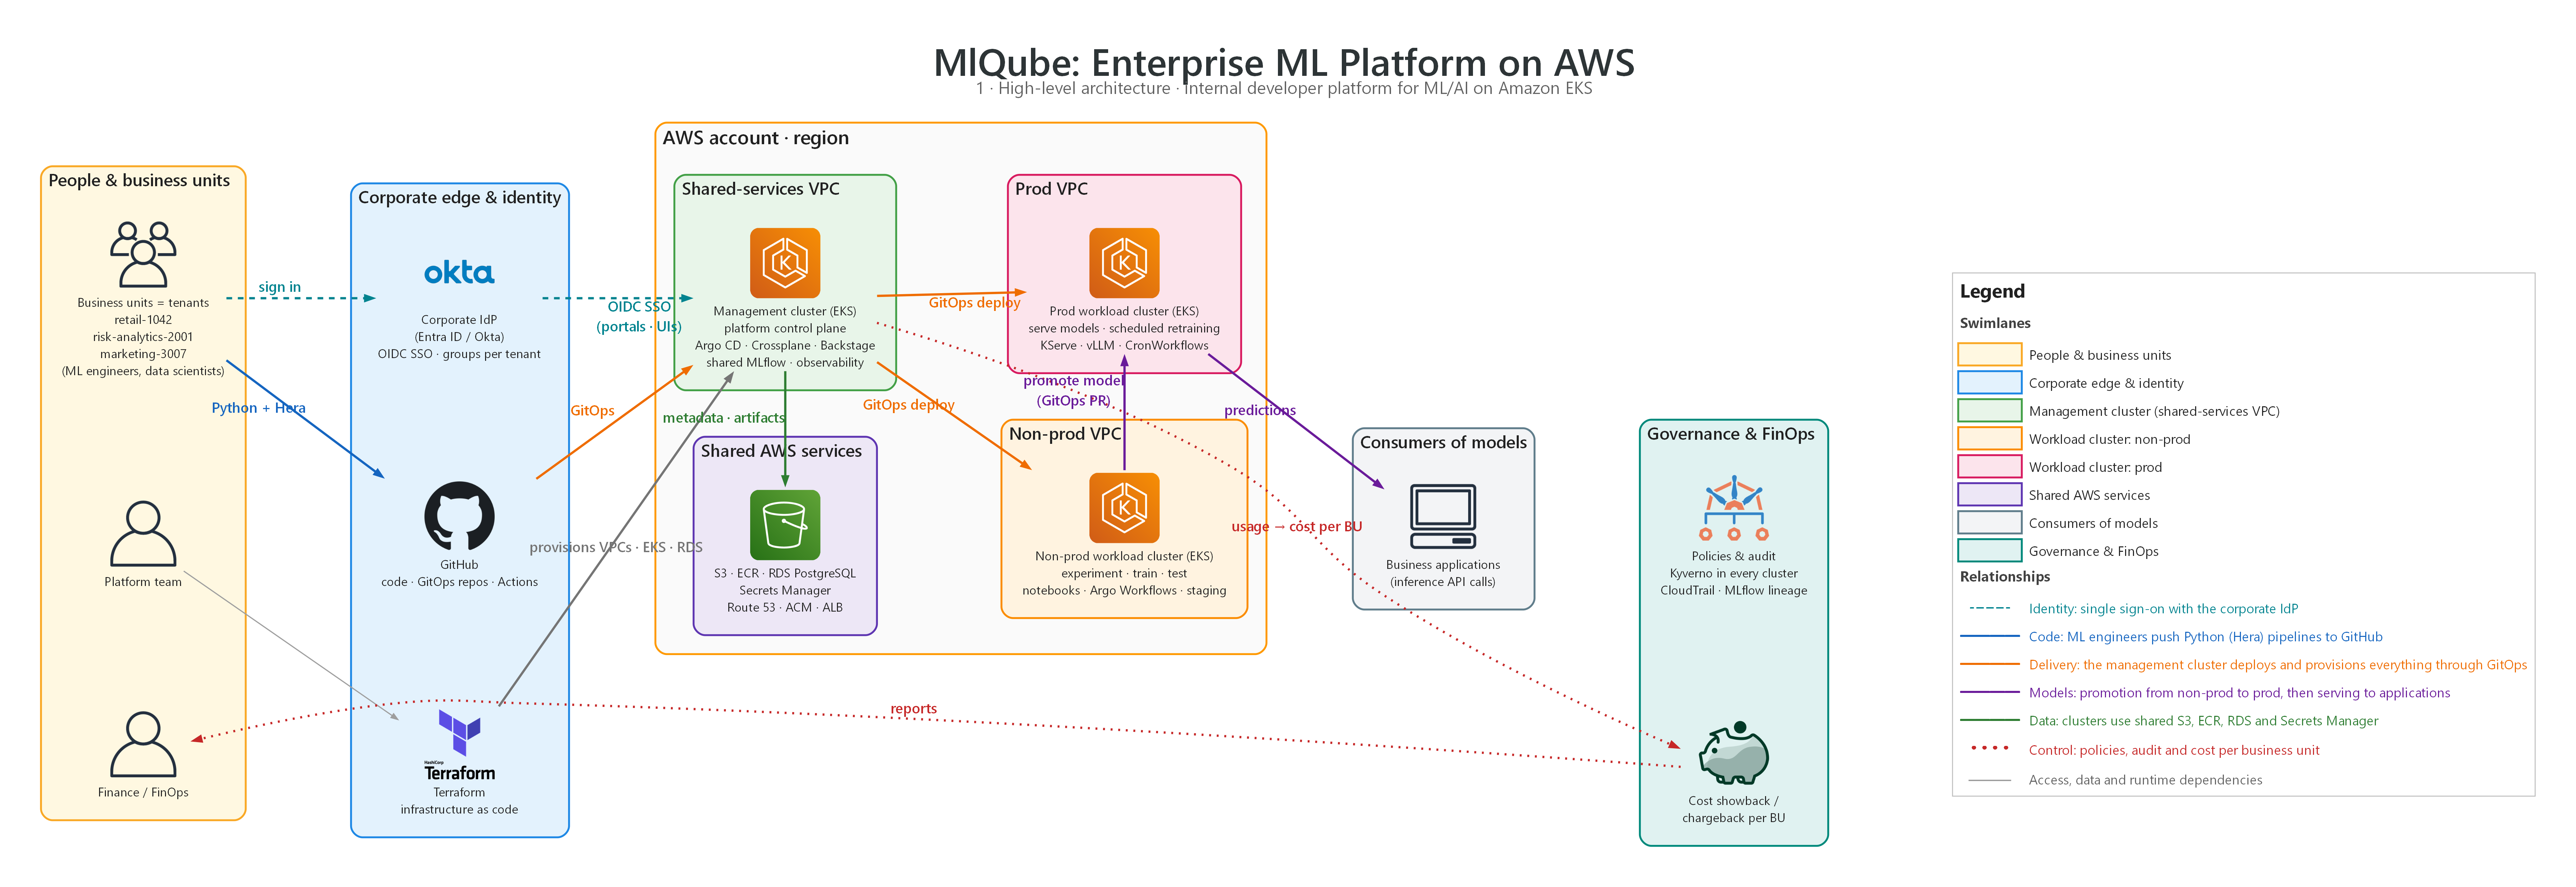 MlQube: Enterprise ML Platform on AWS
1 · High-level architecture · Internal developer platform for ML/AI on Amazon EKS
People & business units
Business units = tenants
retail-1042
risk-analytics-2001
marketing-3007
(ML engineers, data scientists)
Platform team
Finance / FinOps
sign in
Python + Hera
Corporate edge & identity
okta
Corporate IdP
(Entra ID / Okta)
OIDC SSO · groups per tenant
GitHub
code · GitOps repos · Actions
HashiCorp
Terraform
Terraform
infrastructure as code
OIDC SSO
(portals · UIs)
GitOps
provisions VPCs · EKS · RDS
AWS account · region
Shared-services VPC
Management cluster (EKS)
platform control plane
Argo CD · Crossplane · Backstage
shared MLflow · observability
metadata · artifacts
Shared AWS services
S3 · ECR · RDS PostgreSQL
Secrets Manager
Route 53 · ACM · ALB
GitOps deploy
GitOps deploy
Prod VPC
Prod workload cluster (EKS)
serve models · scheduled retraining
KServe · vLLM · CronWorkflows
promote model
(GitOps PR)
Non-prod VPC
Non-prod workload cluster (EKS)
experiment · train · test
notebooks · Argo Workflows · staging
predictions
usage → cost per BU
reports
Consumers of models
Business applications
(inference API calls)
Governance & FinOps
Policies & audit
Kyverno in every cluster
CloudTrail · MLflow lineage
Cost showback /
chargeback per BU
Legend
Swimlanes
People & business units
Corporate edge & identity
Management cluster (shared-services VPC)
Workload cluster: non-prod
Workload cluster: prod
Shared AWS services
Consumers of models
Governance & FinOps
Relationships
Identity: single sign-on with the corporate IdP
Code: ML engineers push Python (Hera) pipelines to GitHub
Delivery: the management cluster deploys and provisions everything through GitOps
Models: promotion from non-prod to prod, then serving to applications
Data: clusters use shared S3, ECR, RDS and Secrets Manager
Control: policies, audit and cost per business unit
Access, data and runtime dependencies